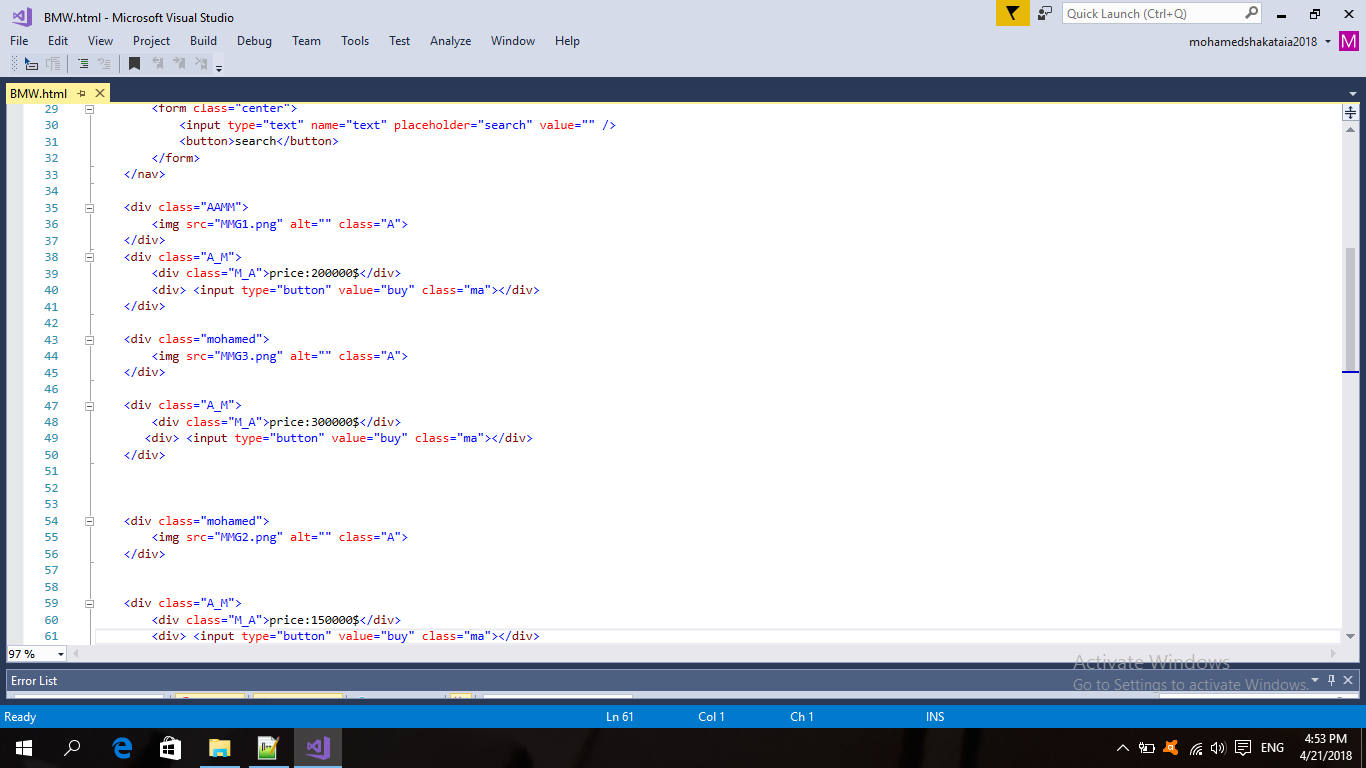 BMW.html - Microsoft Visual Studio
Quick Launch (Ctrl+Q)
File Edit View Project Build Debug Team Tools Test Analyze Window Help
mohamedshakataia2018 M
BMW.html
29 <form class="center">
30 <input type="text" name="text" placeholder="search" value="" />
31 <button>search</button>
32 </form>
33 </nav>
34
35 <div class="AAMM">
36 <img src="MMG1.png" alt="" class="A">
37 </div>
38 <div class="A_M">
39 <div class="M_A">price:200000$</div>
40 <div> <input type="button" value="buy" class="ma"></div>
41 </div>
42
43 <div class="mohamed">
44 <img src="MMG3.png" alt="" class="A">
45 </div>
46
47 <div class="A_M">
48 <div class="M_A">price:300000$</div>
49 <div> <input type="button" value="buy" class="ma"></div>
50 </div>
51
52
53
54 <div class="mohamed">
55 <img src="MMG2.png" alt="" class="A">
56 </div>
57
58
59 <div class="A_M">
60 <div class="M_A">price:150000$</div>
61 <div> <input type="button" value="buy" class="ma"></div>
97 %
Activate Windows
Go to Settings to activate Windows.
Error List
Ready Ln 61 Col 1 Ch 1 INS
ENG
4:53 PM
4/21/2018